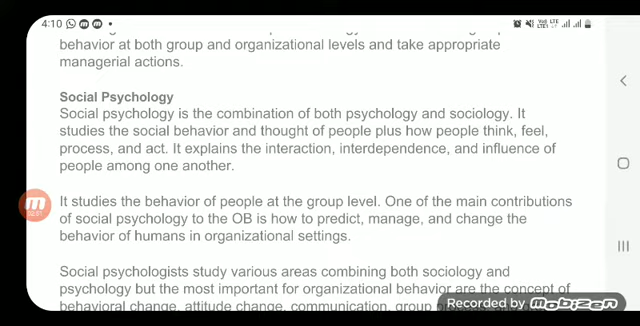 4:10
behavior at both group and organizational levels and take appropriate
managerial actions.
Social Psychology
Social psychology is the combination of both psychology and sociology. It
studies the social behavior and thought of people plus how people think, feel,
process, and act. It explains the interaction, interdependence, and influence of
people among one another.
It studies the behavior of people at the group level. One of the main contributions
of social psychology to the OB is how to predict, manage, and change the
behavior of humans in organizational settings.
Social psychologists study various areas combining both sociology and
psychology but the most important for organizational behavior are the concept of
behavioral change, attitude change, communication, group
Recorded by mobizen